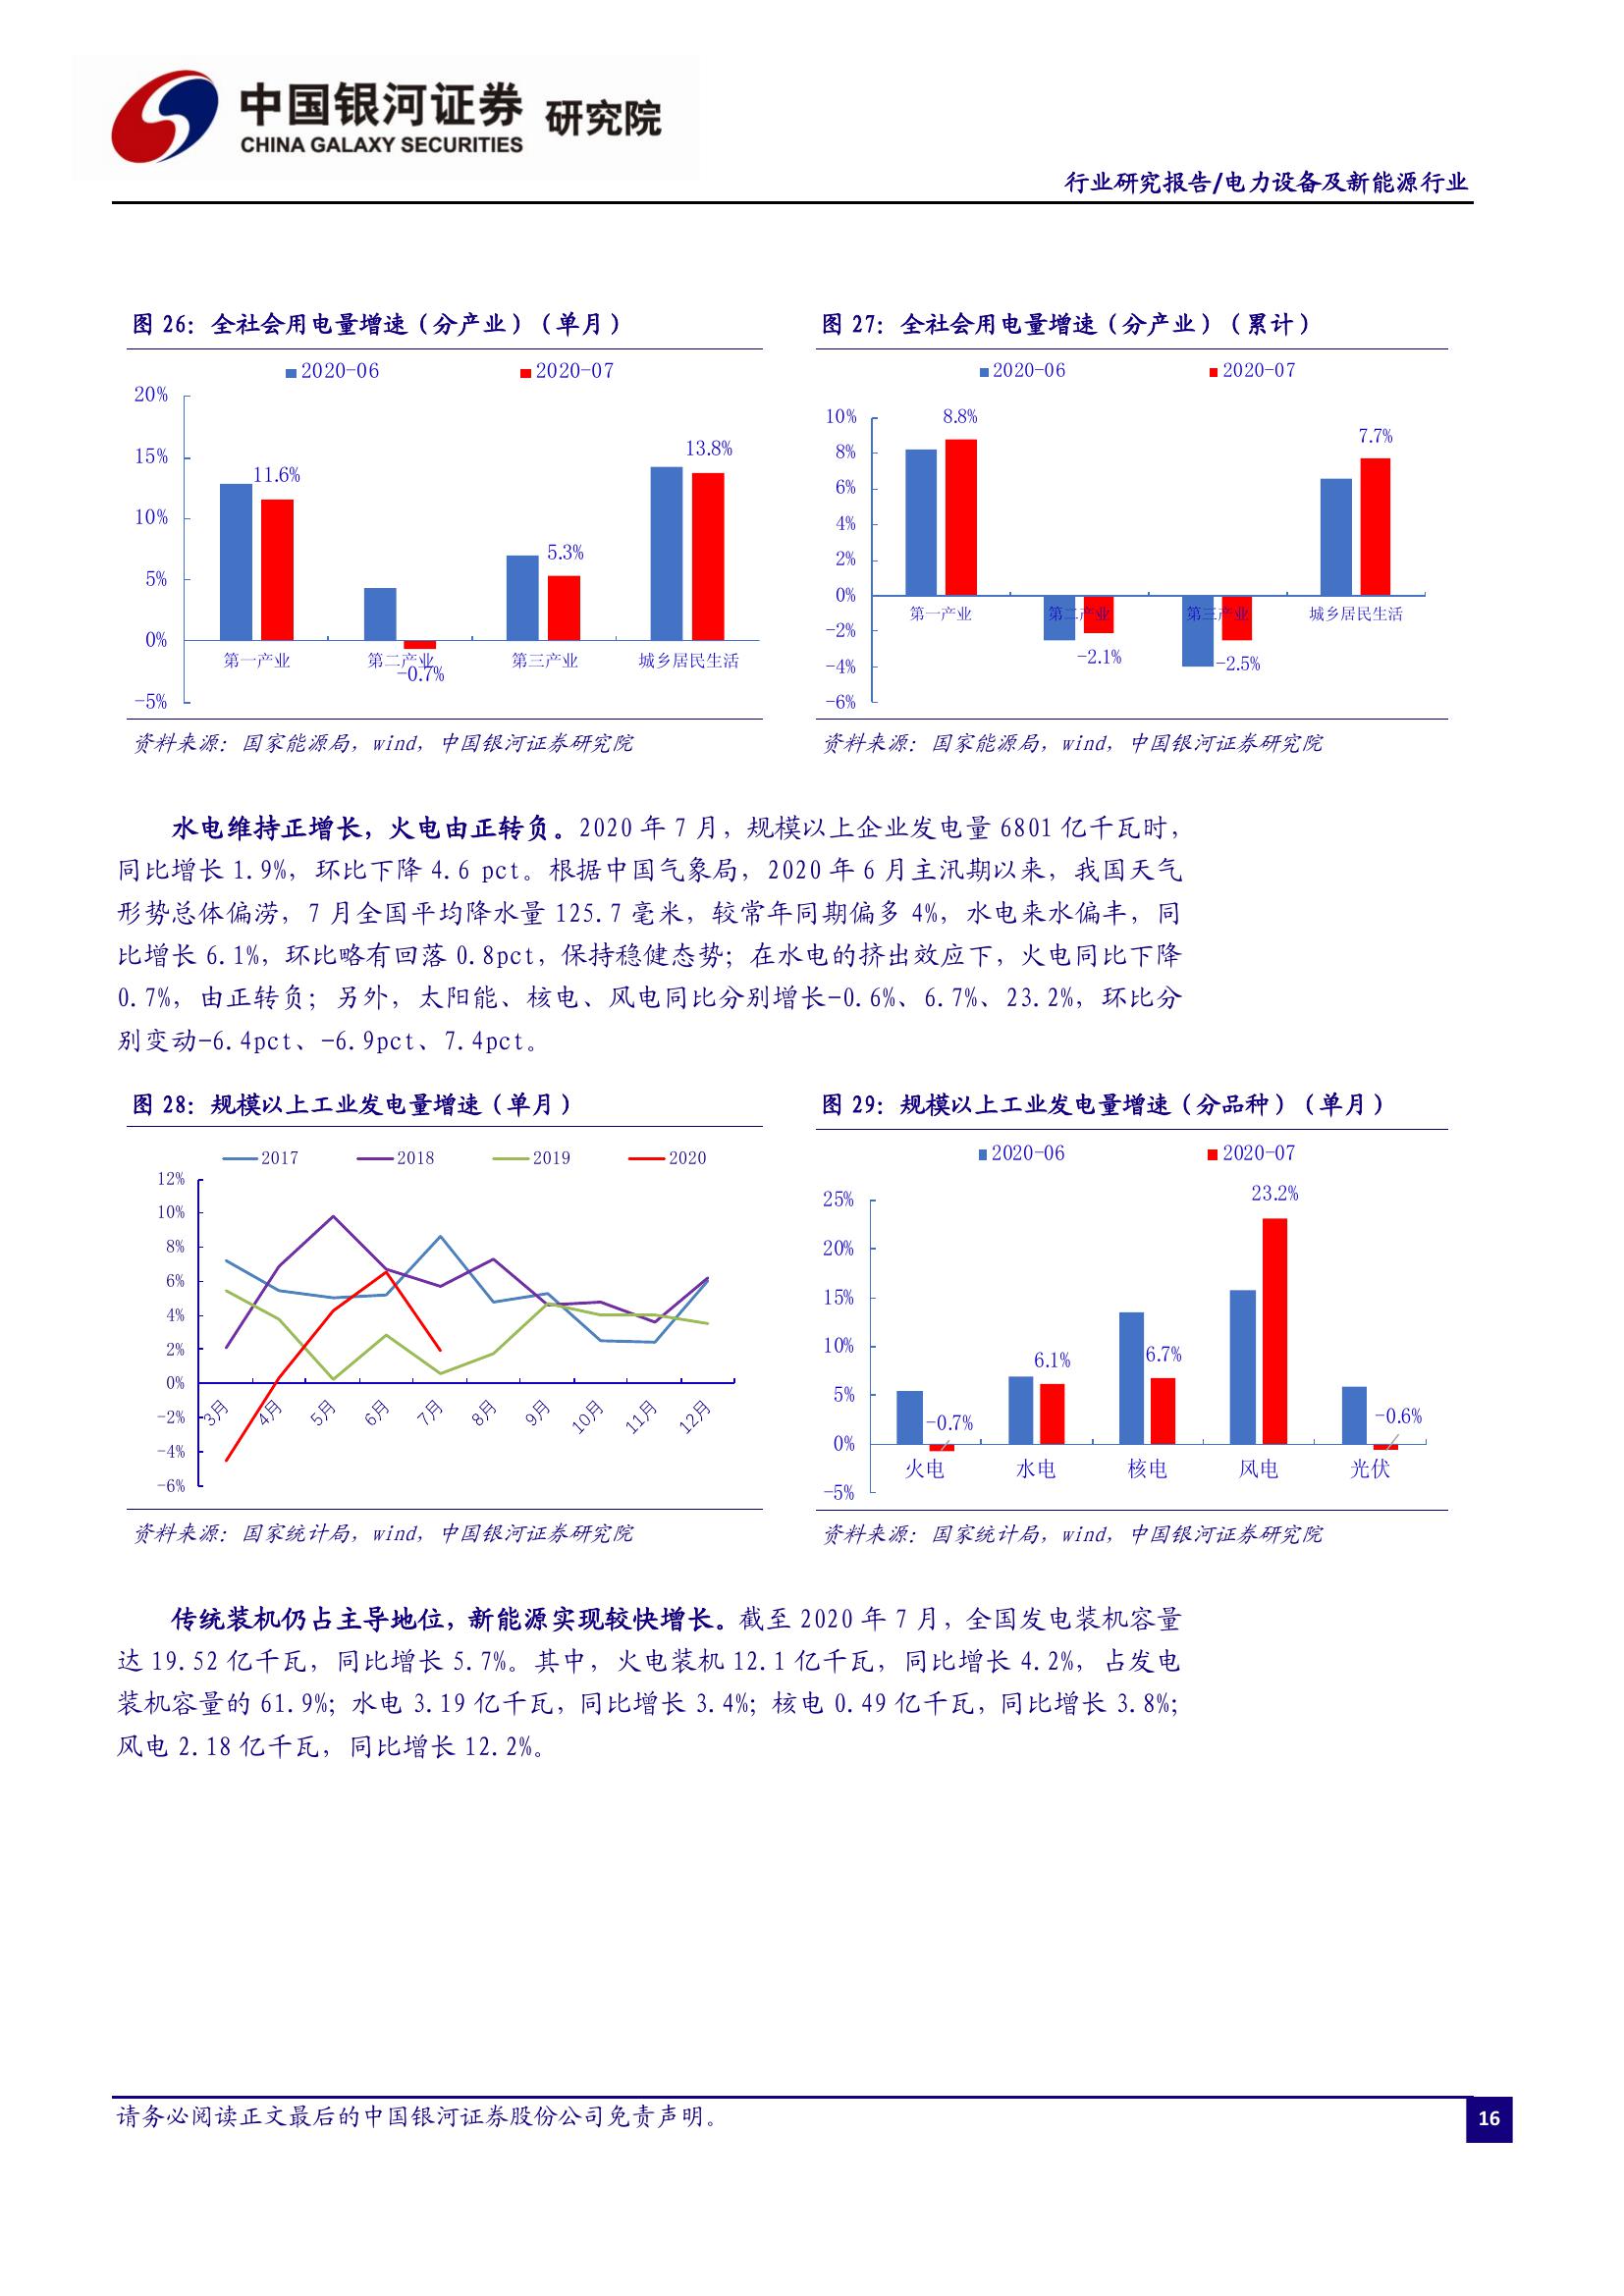 中国银河证券 研究院
CHINA GALAXY SECURITIES
行业研究报告/电力设备及新能源行业
图 26：全社会用电量增速（分产业）（单月）
2020-06 2020-07
20%
15%
10%
5%
0%
-5%
11.6%
-0.7%
5.3%
13.8%
第一产业 第二产业 第三产业 城乡居民生活
资料来源：国家能源局，wind，中国银河证券研究院
图 27：全社会用电量增速（分产业）（累计）
2020-06 2020-07
10%
8%
6%
4%
2%
0%
-2%
-4%
-6%
8.8%
-2.1%
-2.5%
7.7%
第一产业 第二产业 第三产业 城乡居民生活
资料来源：国家能源局，wind，中国银河证券研究院
水电维持正增长，火电由正转负。2020 年 7 月，规模以上企业发电量 6801 亿千瓦时，
同比增长 1.9%，环比下降 4.6 pct。根据中国气象局，2020 年 6 月主汛期以来，我国天气
形势总体偏涝，7 月全国平均降水量 125.7 毫米，较常年同期偏多 4%，水电来水偏丰，同
比增长 6.1%，环比略有回落 0.8pct，保持稳健态势；在水电的挤出效应下，火电同比下降
0.7%，由正转负；另外，太阳能、核电、风电同比分别增长-0.6%、6.7%、23.2%，环比分
别变动-6.4pct、-6.9pct、7.4pct。
图 28：规模以上工业发电量增速（单月）
2017 2018 2019 2020
12%
10%
8%
6%
4%
2%
0%
-2%
-4%
-6%
3月 4月 5月 6月 7月 8月 9月 10月 11月 12月
资料来源：国家统计局，wind，中国银河证券研究院
图 29：规模以上工业发电量增速（分品种）（单月）
2020-06 2020-07
25%
20%
15%
10%
5%
0%
-5%
-0.7%
6.1%
6.7%
23.2%
-0.6%
火电 水电 核电 风电 光伏
资料来源：国家统计局，wind，中国银河证券研究院
传统装机仍占主导地位，新能源实现较快增长。截至 2020 年 7 月，全国发电装机容量
达 19.52 亿千瓦，同比增长 5.7%。其中，火电装机 12.1 亿千瓦，同比增长 4.2%，占发电
装机容量的 61.9%；水电 3.19 亿千瓦，同比增长 3.4%；核电 0.49 亿千瓦，同比增长 3.8%；
风电 2.18 亿千瓦，同比增长 12.2%。
请务必阅读正文最后的中国银河证券股份公司免责声明。
16